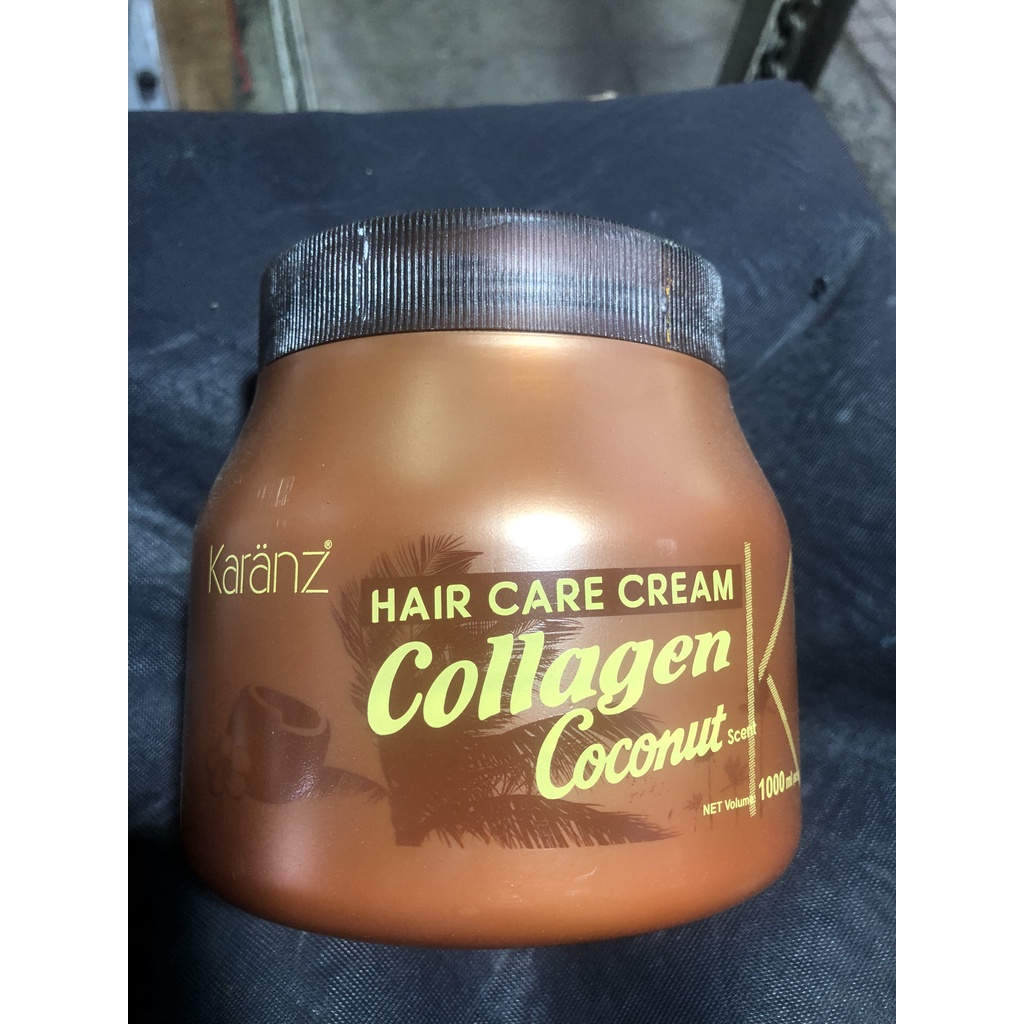 Karänz®
HAIR CARE CREAM
Collagen
Coconut Scent
K
NET Volume: 1000 ml